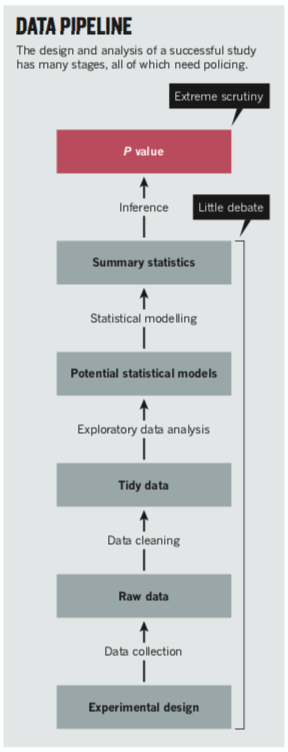 DATA PIPELINE
The design and analysis of a successful study
has many stages, all of which need policing.
Extreme scrutiny
P value
Inference
Little debate
Summary statistics
Statistical modelling
Potential statistical models
Exploratory data analysis
Tidy data
Data cleaning
Raw data
Data collection
Experimental design